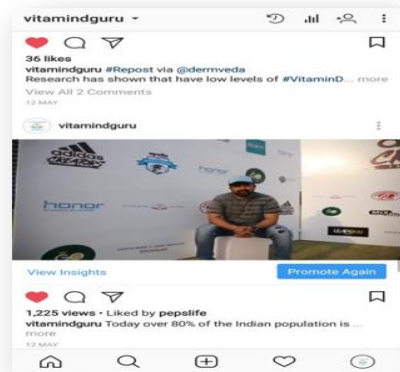 vitamindguru
36 likes
vitamindguru #Repost via @dermveda
Research has shown that have low levels of #VitaminD... more
View All 2 Comments
12 MAY
vitamindguru
adidas
honor
honor
View Insights
Promote Again
1,225 views • Liked by pepslife
vitamindguru Today over 80% of the Indian population is ...
more
12 MAY